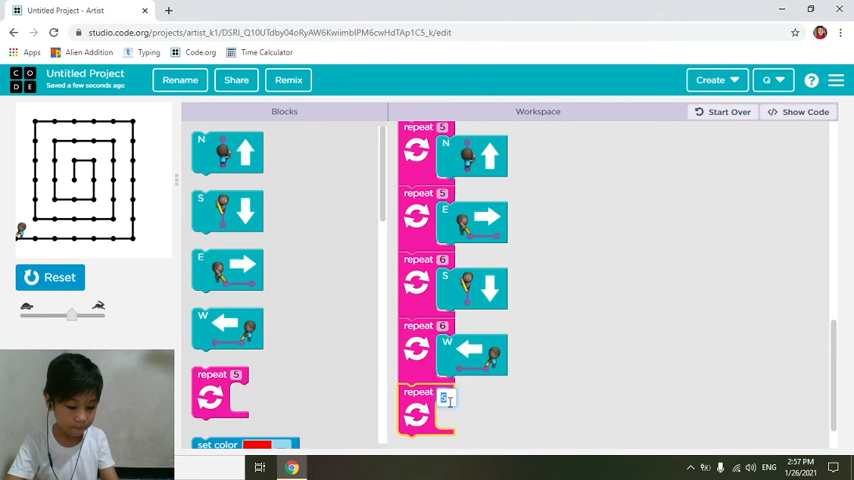 Untitled Project - Artist
studio.code.org/projects/artist_k1/DSRI_Q10UTdby04oRyAW6KwiimbIPM6cwHdTAp1C5_k/edit
Apps
Alien Addition
Typing
Code.org
Time Calculator
C O
D E
Untitled Project
Saved a few seconds ago
Rename
Share
Remix
Create
Q
?
Blocks
Workspace
Start Over
</> Show Code
N
S
E
W
repeat 5
set color
Reset
repeat 5
N
repeat 5
E
repeat 6
S
repeat 6
W
repeat
ENG
2:57 PM
1/26/2021